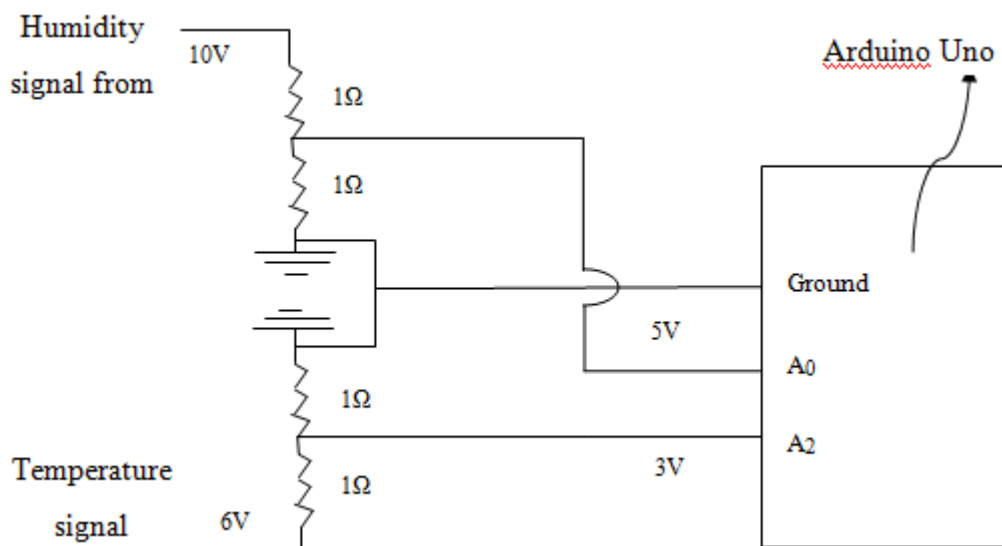 Humidity
signal from
10V
Arduino Uno
1Ω
1Ω
Ground
5V
A0
1Ω
A2
3V
Temperature
signal
1Ω
6V